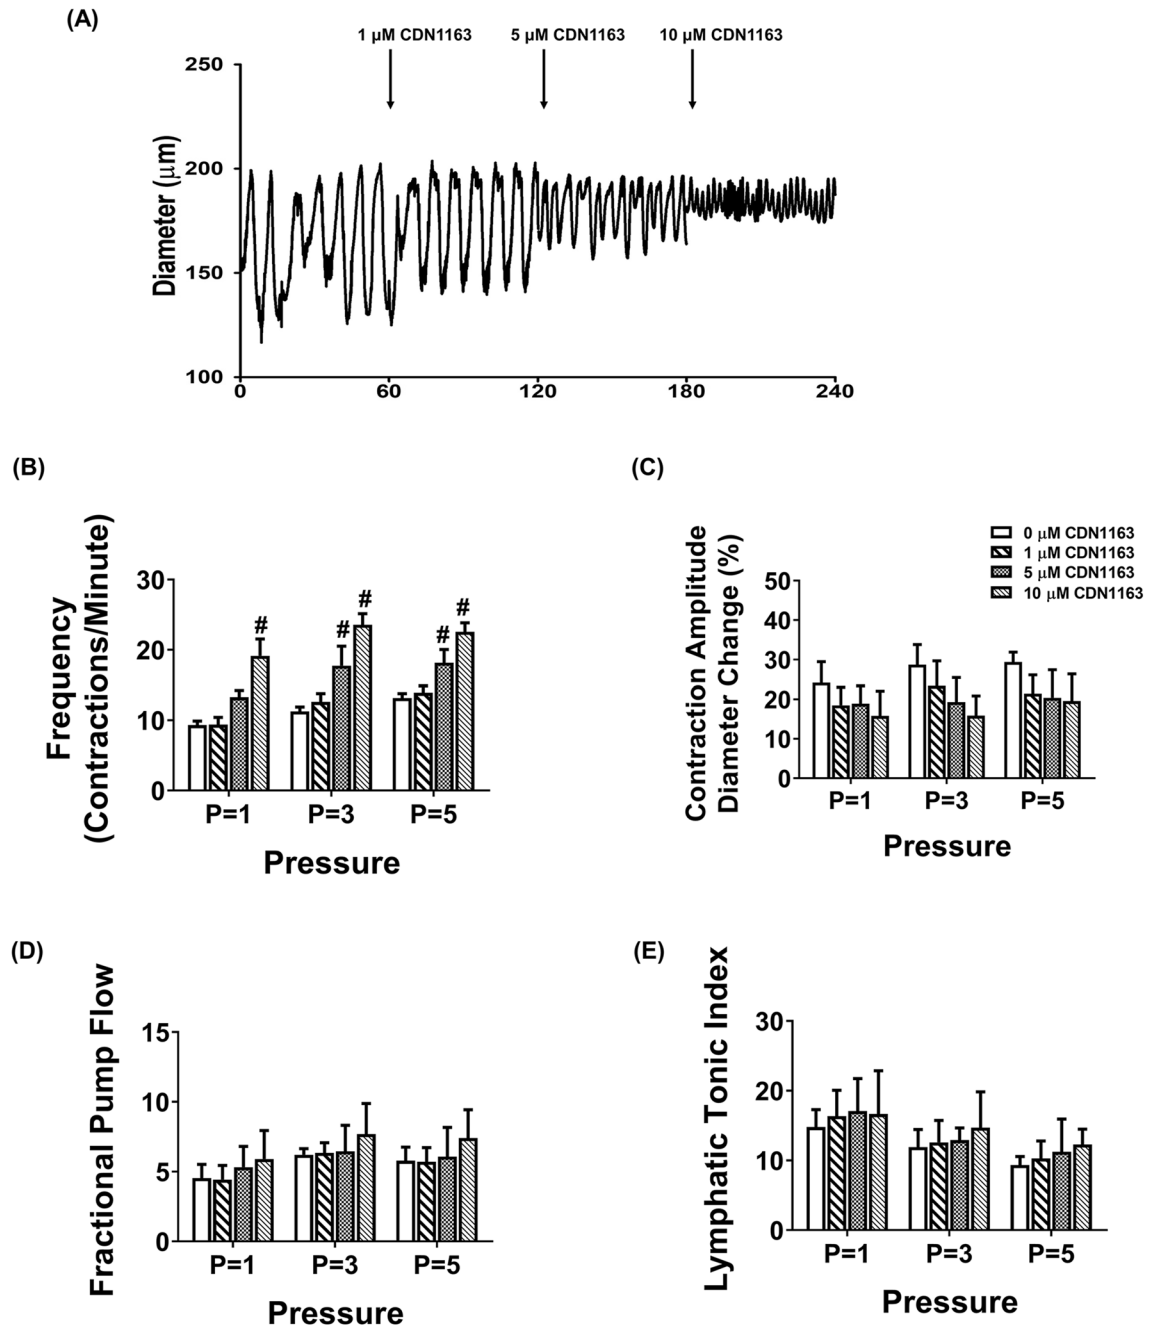 (A)
1 µM CDN1163 5 µM CDN1163 10 µM CDN1163
Diameter (µm)
250
200
150
100
0 60 120 180 240
(B)
Frequency
(Contractions/Minute)
30
20
10
0
# # # # #
P=1 P=3 P=5
Pressure
(C)
Contraction Amplitude
Diameter Change (%)
50
40
30
20
10
0
0 µM CDN1163
1 µM CDN1163
5 µM CDN1163
10 µM CDN1163
P=1 P=3 P=5
Pressure
(D)
Fractional Pump Flow
15
10
5
0
P=1 P=3 P=5
Pressure
(E)
Lymphatic Tonic Index
30
20
10
0
P=1 P=3 P=5
Pressure